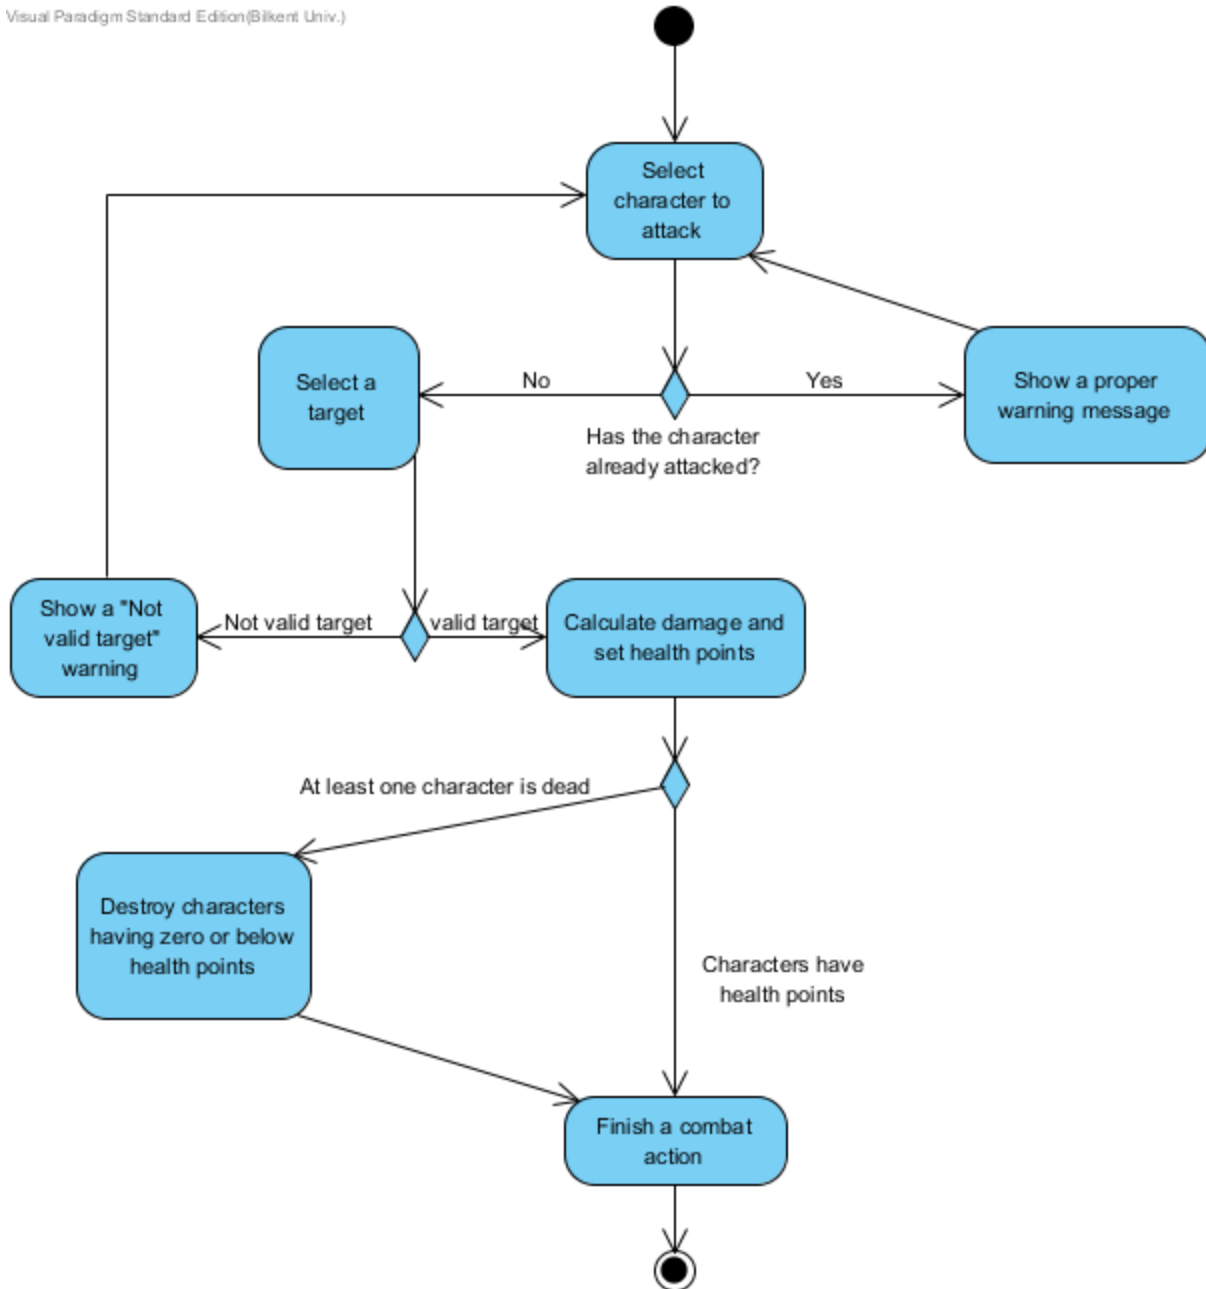 Visual Paradigm Standard Edition(Bilkent Univ.)
Select
character to
attack
Select a
target
No
Yes
Show a proper
warning message
Has the character
already attacked?
Show a "Not
valid target"
warning
Not valid target
valid target
Calculate damage and
set health points
At least one character is dead
Destroy characters
having zero or below
health points
Characters have
health points
Finish a combat
action